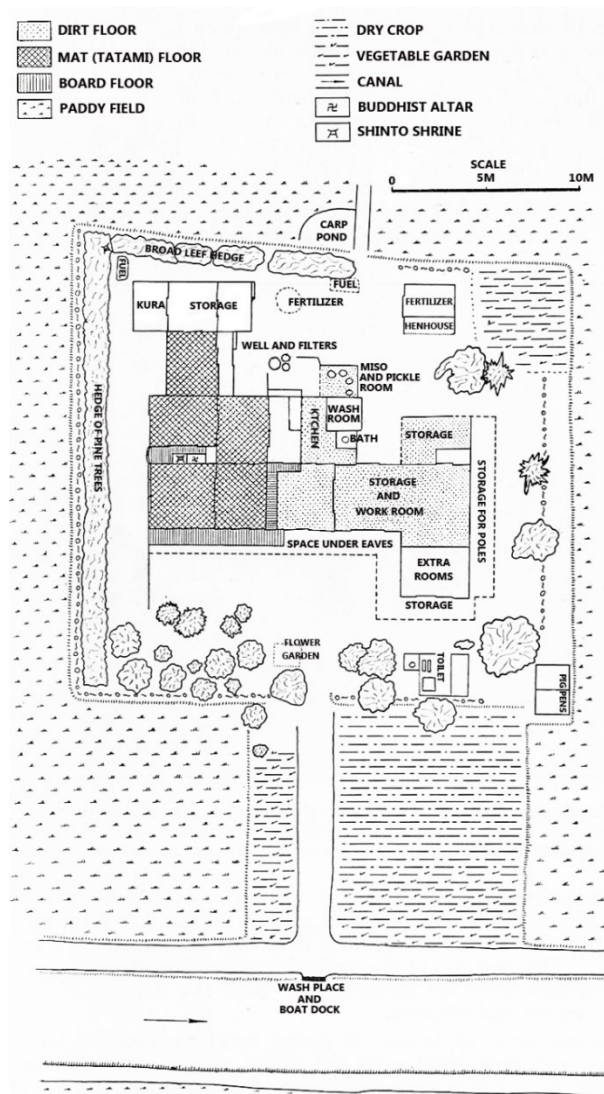 DIRT FLOOR
MAT (TATAMI) FLOOR
BOARD FLOOR
PADDY FIELD
DRY CROP
VEGETABLE GARDEN
CANAL
卐 BUDDHIST ALTAR
SHINTO SHRINE
SCALE
0 5M 10M
CARP
POND
BROAD LEEF HEDGE
FUEL
FUEL
KURA
STORAGE
FERTILIZER
FERTILIZER
HENHOUSE
WELL AND FILTERS
MISO
AND PICKLE
ROOM
HEDGE OF PINE TREES
KTCHEN
WASH
ROOM
BATH
STORAGE
卐
STORAGE
AND
WORK ROOM
STORAGE FOR POLES
SPACE UNDER EAVES
EXTRA
ROOMS
STORAGE
FLOWER
GARDEN
TOILET
PIGPENS
WASH PLACE
AND
BOAT DOCK